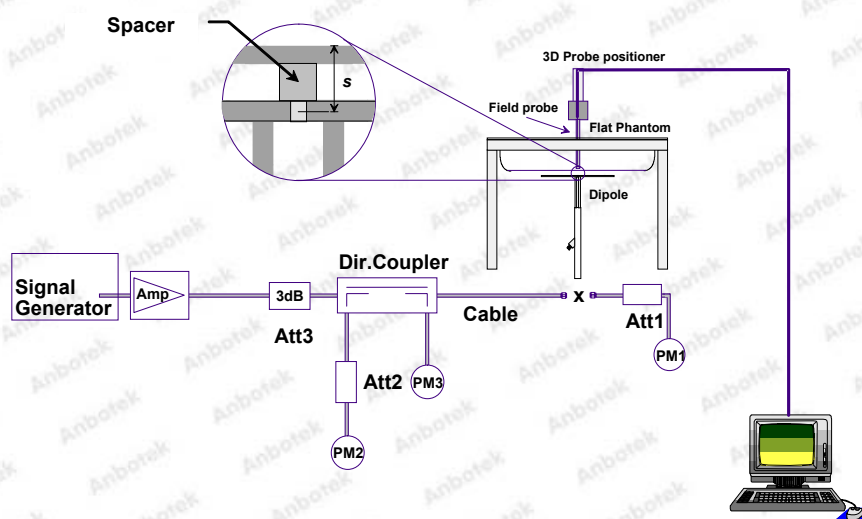 Spacer
s
3D Probe positioner
Field probe
Flat Phantom
Dipole
Signal
Generator
Amp
3dB
Att3
Dir.Coupler
Cable
x
Att1
PM1
Att2
PM3
PM2
Anbotek